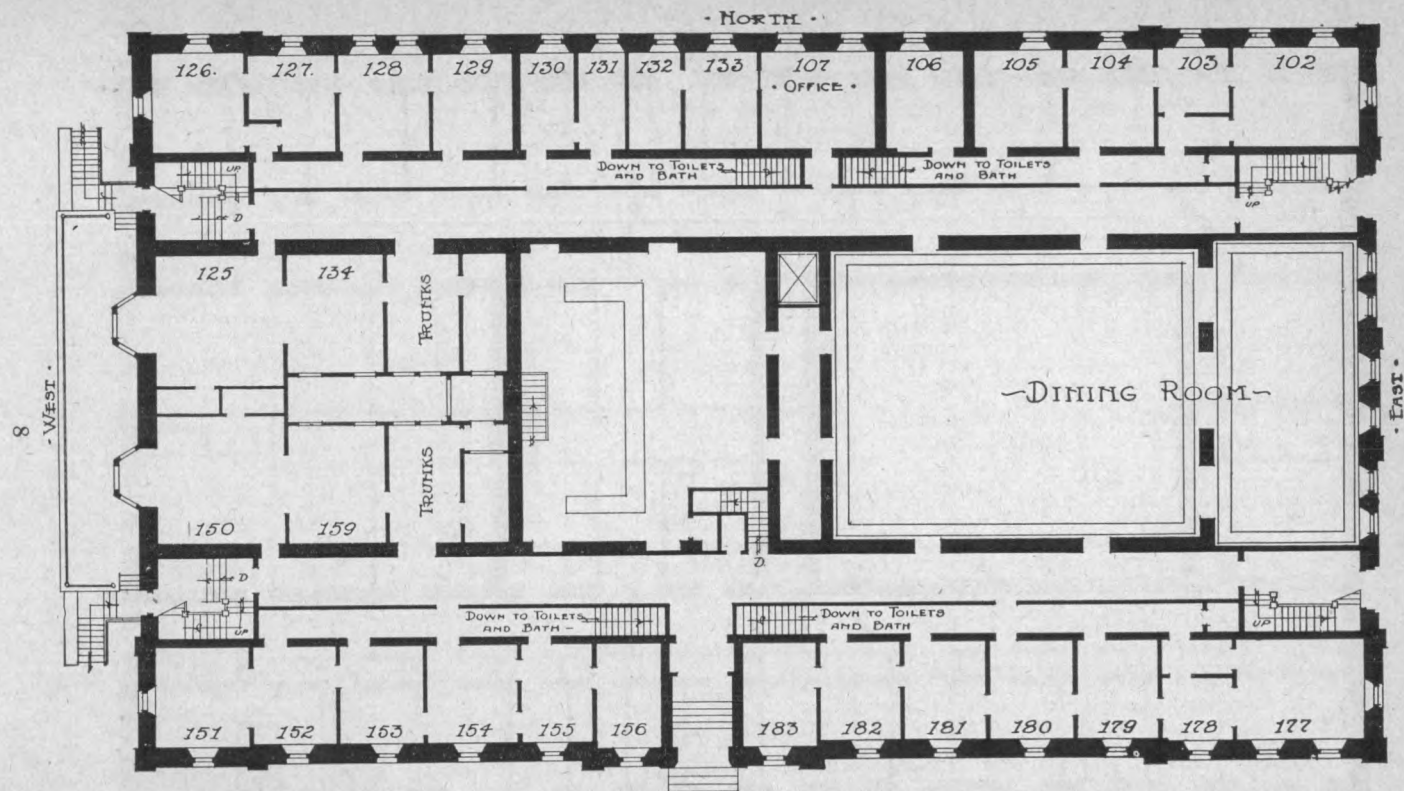 · NORTH ·
126. 127. 128 129 130 131 132 133 107 106 105 104 103 102
· OFFICE ·
DOWN TO TOILETS
AND BATH
DOWN TO TOILETS
AND BATH
UP
D
UP
125 134 TRUNKS
~DINING ROOM~
8
· WEST ·
· EAST ·
150 159 TRUNKS
D.
D
UP
DOWN TO TOILETS
AND BATH -
DOWN TO TOILETS
AND BATH
UP
151 152 153 154 155 156 183 182 181 180 179 178 177